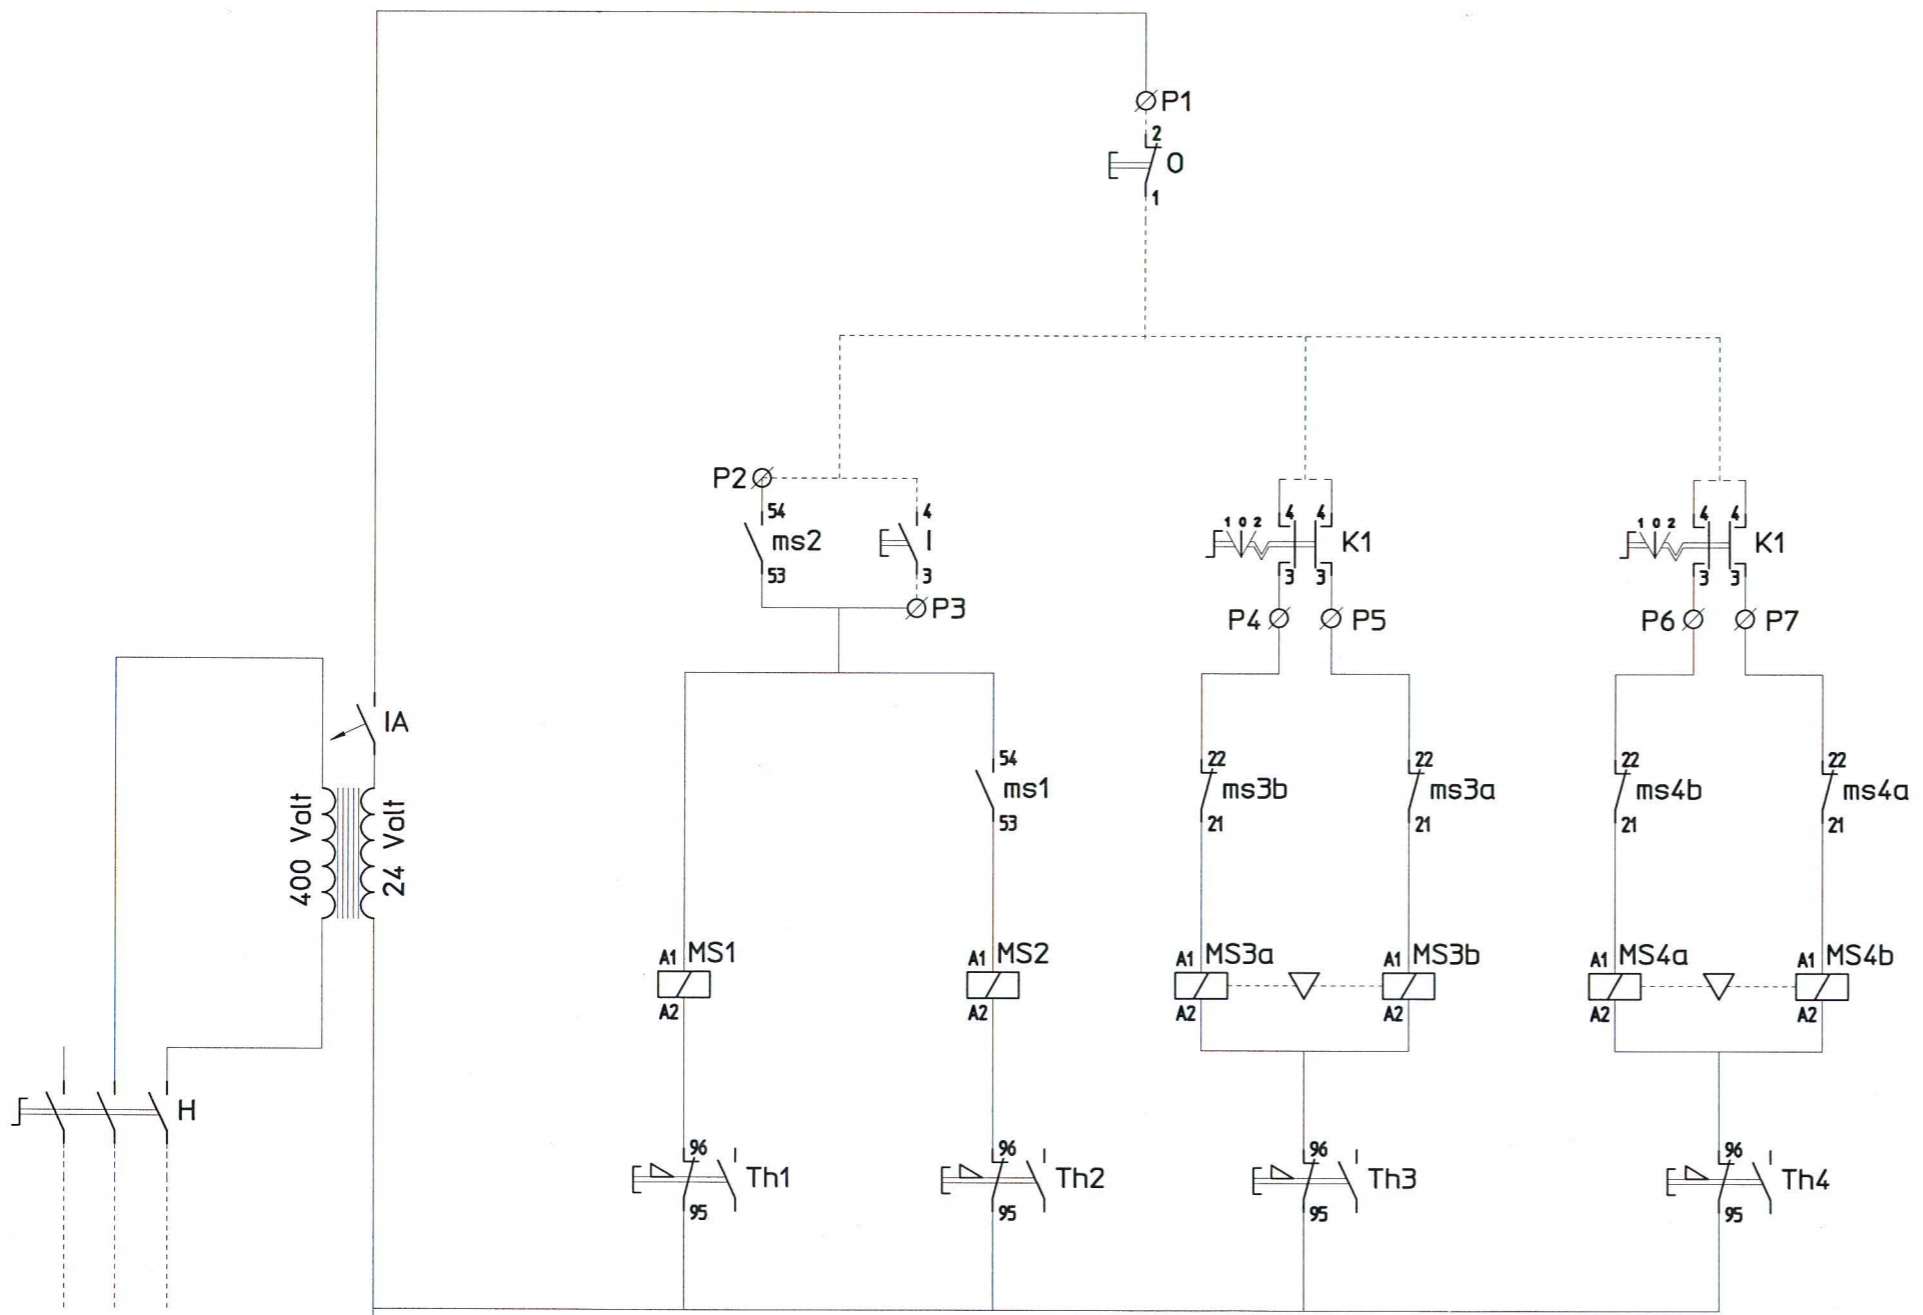 P1
2
O
1
P2
54
ms2
53
4
I
3
P3
1 0 2
4 4
K1
3 3
P4
P5
1 0 2
4 4
K1
3 3
P6
P7
IA
400 Volt
24 Volt
54
ms1
53
22
ms3b
21
22
ms3a
21
22
ms4b
21
22
ms4a
21
A1 MS1
A2
A1 MS2
A2
A1 MS3a
A2
A1 MS3b
A2
A1 MS4a
A2
A1 MS4b
A2
H
96
Th1
95
96
Th2
95
96
Th3
95
96
Th4
95